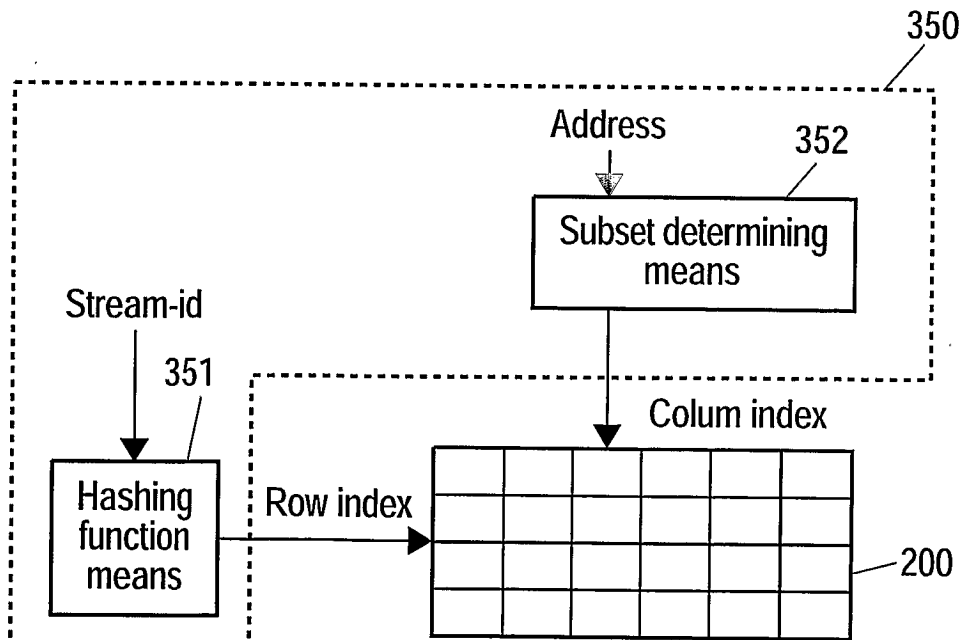 350
Address
352
Subset determining
means
Stream-id
351
Colum index
Hashing
function
means
Row index
200